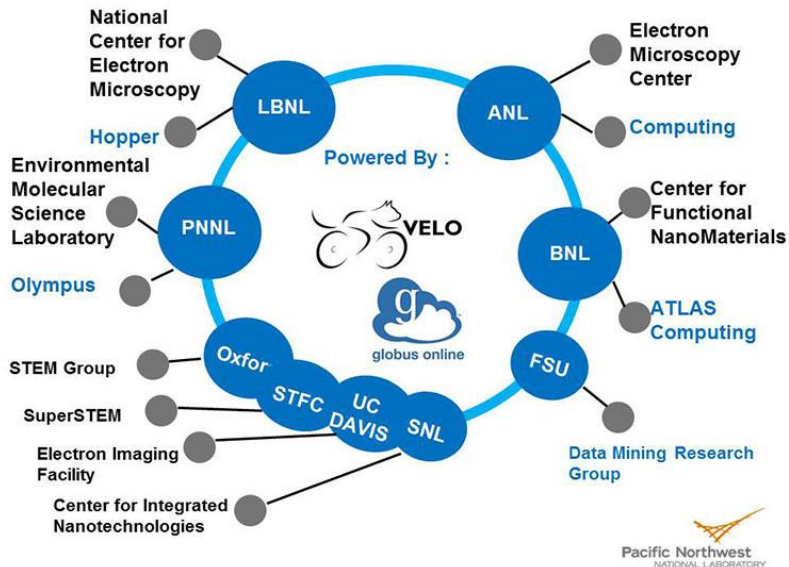 National
Center for
Electron
Microscopy
Hopper
LBNL
ANL
Electron
Microscopy
Center
Computing
Powered By :
Environmental
Molecular
Science
Laboratory
Olympus
PNNL
VELO
BNL
Center for
Functional
NanoMaterials
ATLAS
Computing
g
globus online
STEM Group
Oxfor
SuperSTEM
STFC
UC
DAVIS
SNL
FSU
Electron Imaging
Facility
Center for Integrated
Nanotechnologies
Data Mining Research
Group
Pacific Northwest
NATIONAL LABORATORY